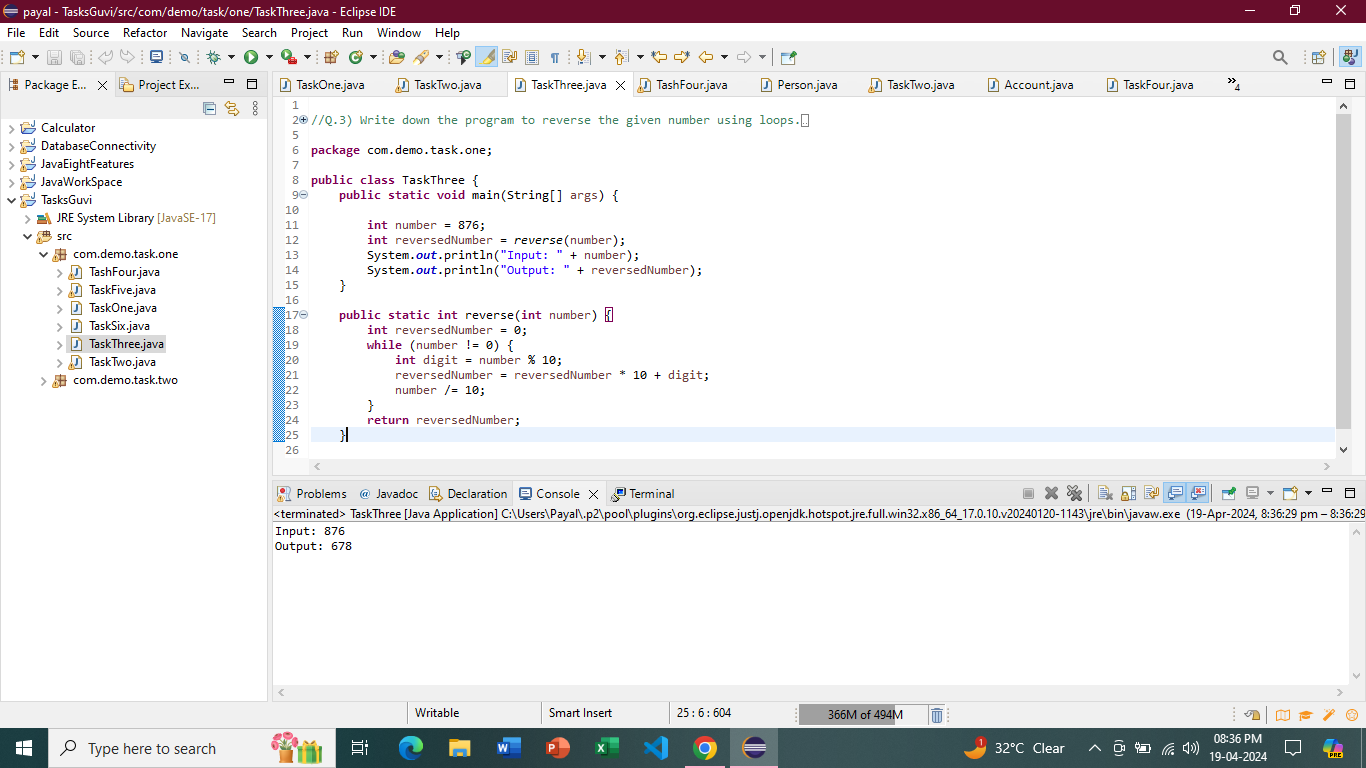 payal - TasksGuvi/src/com/demo/task/one/TaskThree.java - Eclipse IDE
File Edit Source Refactor Navigate Search Project Run Window Help
Package E... Project Ex...
Calculator
DatabaseConnectivity
JavaEightFeatures
JavaWorkSpace
TasksGuvi
JRE System Library [JavaSE-17]
src
com.demo.task.one
TashFour.java
TaskFive.java
TaskOne.java
TaskSix.java
TaskThree.java
TaskTwo.java
com.demo.task.two
TaskOne.java TaskTwo.java TaskThree.java TashFour.java Person.java TaskTwo.java Account.java TaskFour.java »4
1
2 //Q.3) Write down the program to reverse the given number using loops.
5
6 package com.demo.task.one;
7
8 public class TaskThree {
9 public static void main(String[] args) {
10
11 int number = 876;
12 int reversedNumber = reverse(number);
13 System.out.println("Input: " + number);
14 System.out.println("Output: " + reversedNumber);
15 }
16
17 public static int reverse(int number) {
18 int reversedNumber = 0;
19 while (number != 0) {
20 int digit = number % 10;
21 reversedNumber = reversedNumber * 10 + digit;
22 number /= 10;
23 }
24 return reversedNumber;
25 }
26
Problems @ Javadoc Declaration Console Terminal
<terminated> TaskThree [Java Application] C:\Users\Payal\.p2\pool\plugins\org.eclipse.justj.openjdk.hotspot.jre.full.win32.x86_64_17.0.10.v20240120-1143\jre\bin\javaw.exe (19-Apr-2024, 8:36:29 pm – 8:36:29
Input: 876
Output: 678
Writable Smart Insert 25 : 6 : 604 366M of 494M
Type here to search 1 32°C Clear 08:36 PM
19-04-2024
PRE